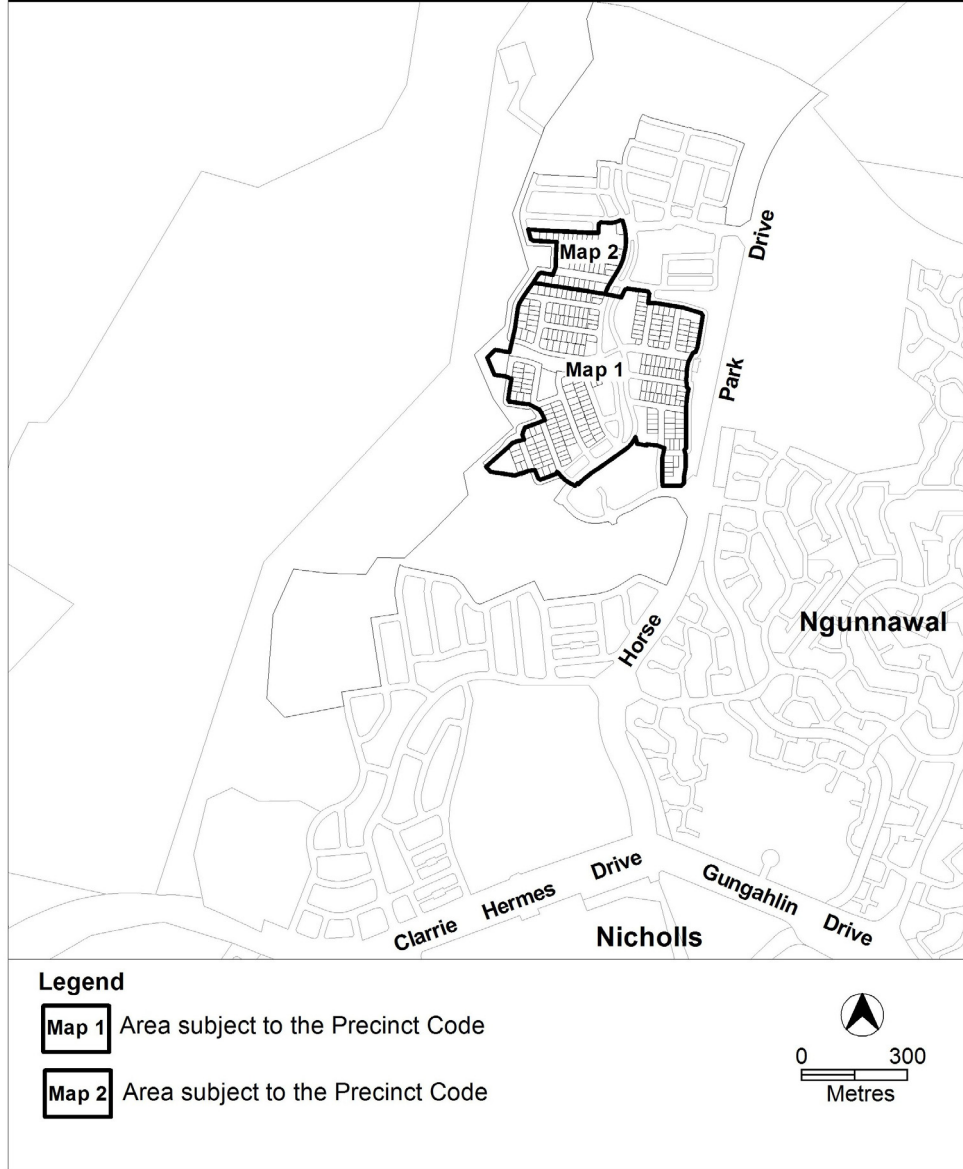 Drive
Map 2
Map 1
Park
Ngunnawal
Horse
Clarrie Hermes Drive
Gungahlin Drive
Nicholls
Legend
Map 1 Area subject to the Precinct Code
Map 2 Area subject to the Precinct Code
0 300
Metres